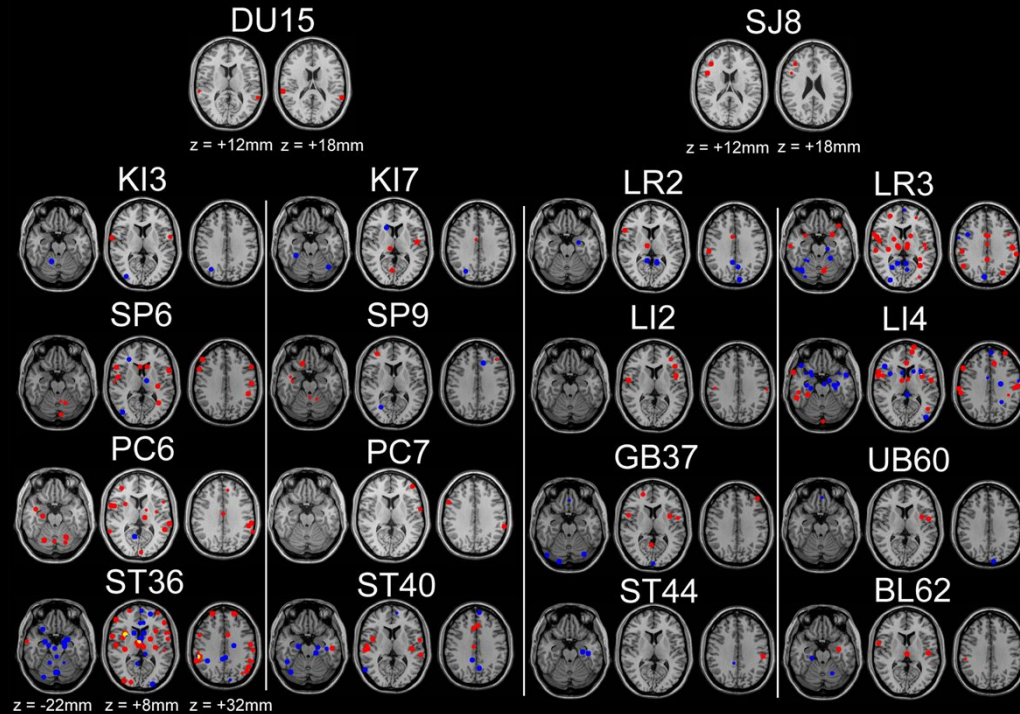 DU15 SJ8
z = +12mm z = +18mm z = +12mm z = +18mm
KI3 KI7 LR2 LR3
SP6 SP9 LI2 LI4
PC6 PC7 GB37 UB60
ST36 ST40 ST44 BL62
z = -22mm z = +8mm z = +32mm